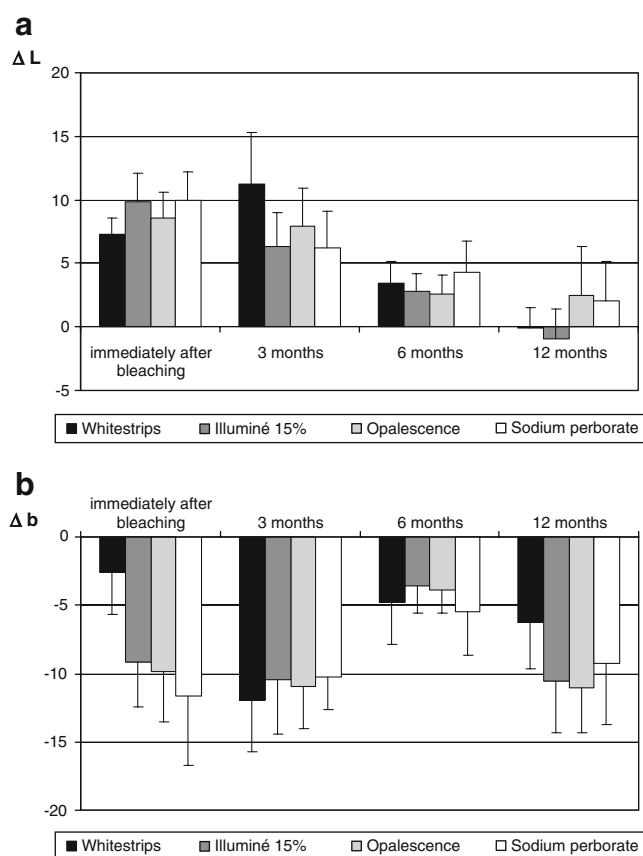 a
Δ L
20
15
10
5
0
-5
immediately after
bleaching
3 months
6 months
12 months
Whitestrips
Illuminé 15%
Opalescence
Sodium perborate
b
Δ b
immediately after
bleaching
3 months
6 months
12 months
0
-5
-10
-15
-20
Whitestrips
Illuminé 15%
Opalescence
Sodium perborate